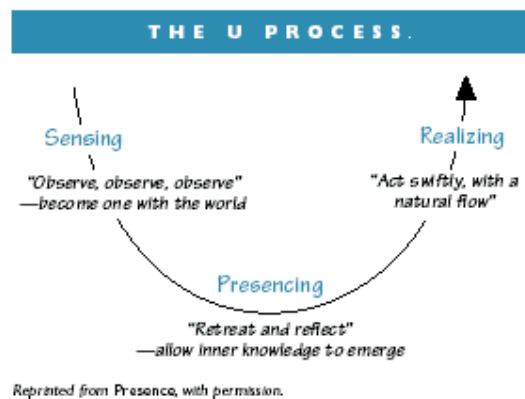 THE U PROCESS.
Sensing
"Observe, observe, observe"
—become one with the world
Realizing
"Act swiftly, with a
natural flow"
Presencing
"Retreat and reflect"
—allow inner knowledge to emerge
Reprinted from Presence, with permission.